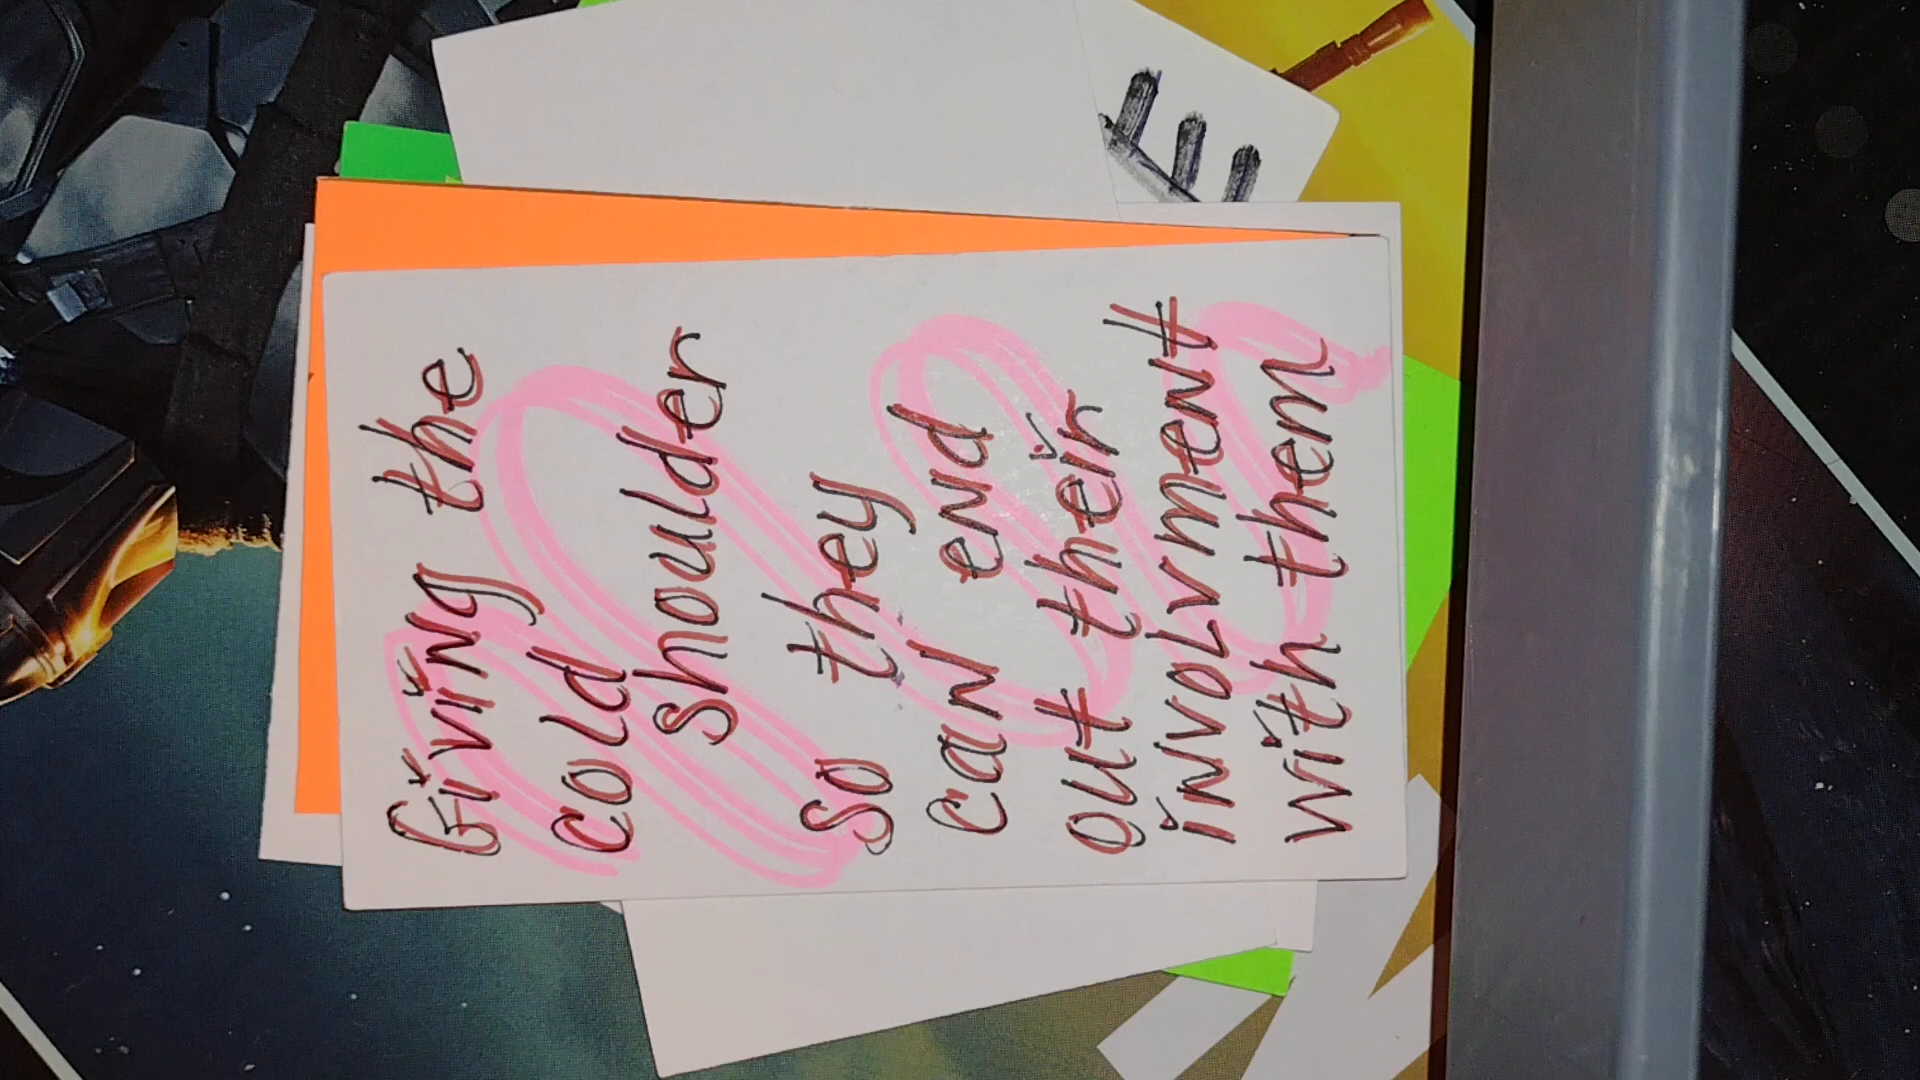 Giving the
cold
shoulder
so they
can end
out their
involvment
with them